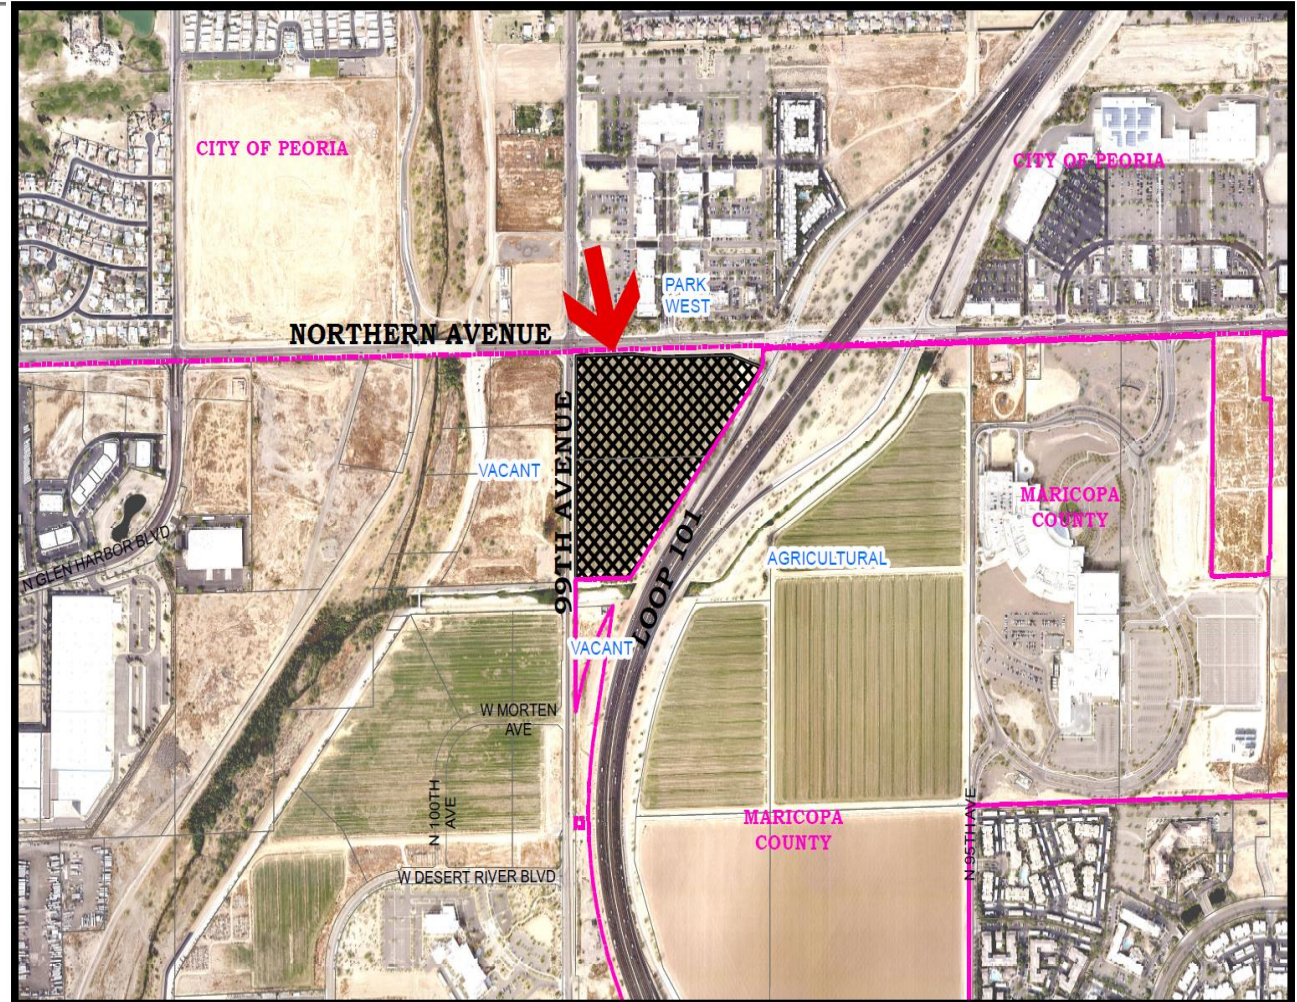 CITY OF PEORIA
CITY OF PEORIA
PARK
WEST
NORTHERN AVENUE
99TH AVENUE
VACANT
MARICOPA
COUNTY
N GLEN HARBOR BLVD
LOOP 101
AGRICULTURAL
VACANT
W MORTEN
AVE
N 100TH
AVE
MARICOPA
COUNTY
N 95TH AVE
W DESERT RIVER BLVD